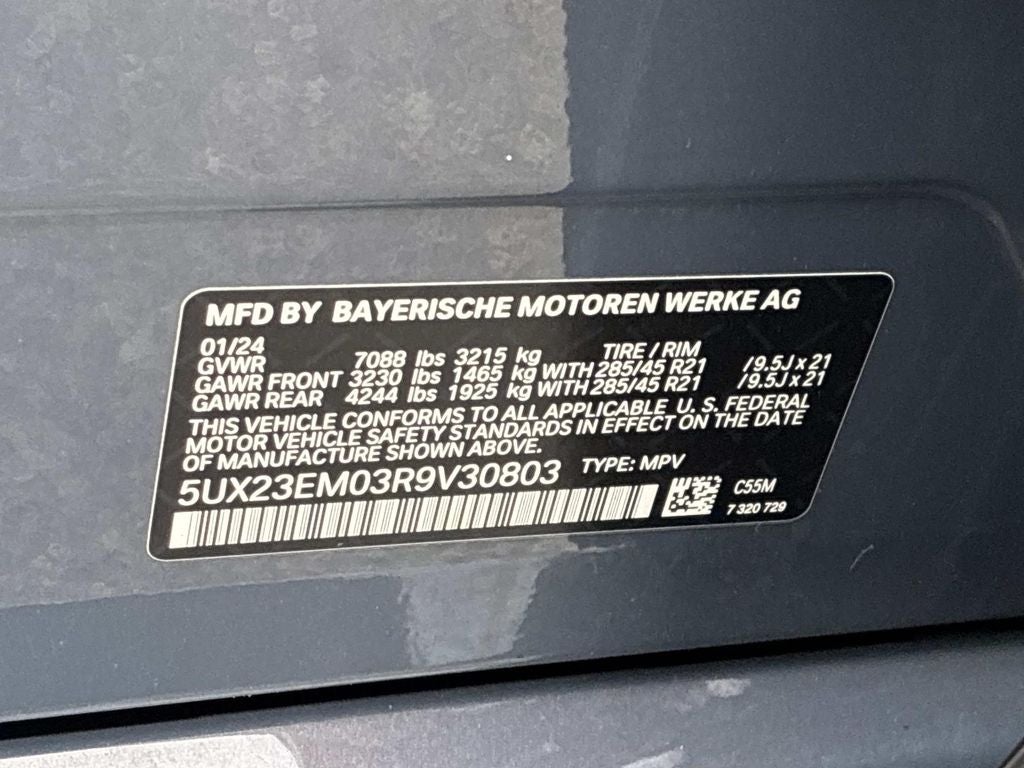 MFD BY BAYERISCHE MOTOREN WERKE AG
01/24 TIRE / RIM
GVWR 7088 lbs 3215 kg
GAWR FRONT 3230 lbs 1465 kg WITH 285/45 R21 /9.5J x 21
GAWR REAR 4244 lbs 1925 kg WITH 285/45 R21 /9.5J x 21
THIS VEHICLE CONFORMS TO ALL APPLICABLE U. S. FEDERAL
MOTOR VEHICLE SAFETY STANDARDS IN EFFECT ON THE DATE
OF MANUFACTURE SHOWN ABOVE.
5UX23EM03R9V30803 TYPE: MPV
C55M
7 320 729